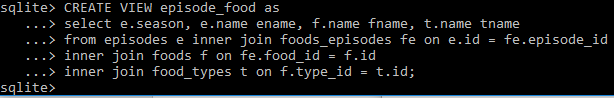 sqlite> CREATE VIEW episode_food as
   ...> select e.season, e.name ename, f.name fname, t.name tname
   ...> from episodes e inner join foods_episodes fe on e.id = fe.episode_id
   ...> inner join foods f on fe.food_id = f.id
   ...> inner join food_types t on f.type_id = t.id;
sqlite>